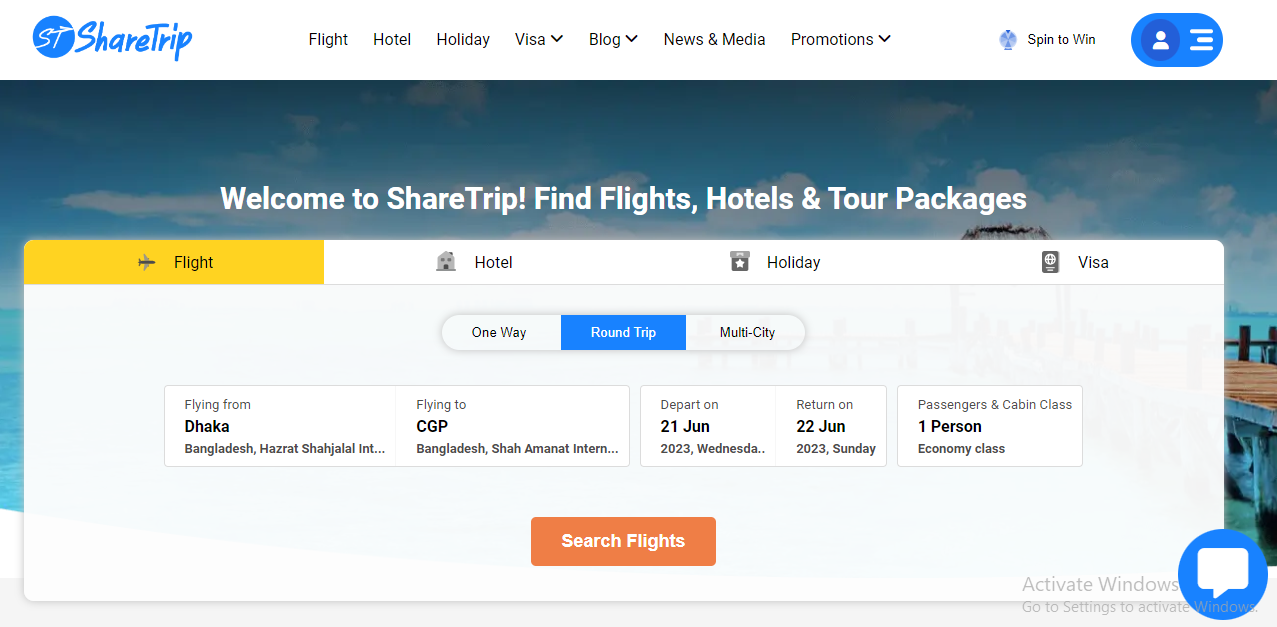 ST ShareTrip
Flight Hotel Holiday Visa Blog News & Media Promotions Spin to Win
Welcome to ShareTrip! Find Flights, Hotels & Tour Packages
Flight Hotel Holiday Visa
One Way Round Trip Multi-City
Flying from Flying to Depart on Return on Passengers & Cabin Class
Dhaka CGP 21 Jun 22 Jun 1 Person
Bangladesh, Hazrat Shahjalal Int... Bangladesh, Shah Amanat Intern... 2023, Wednesda.. 2023, Sunday Economy class
Search Flights
Activate Windows
Go to Settings to activate Windows.